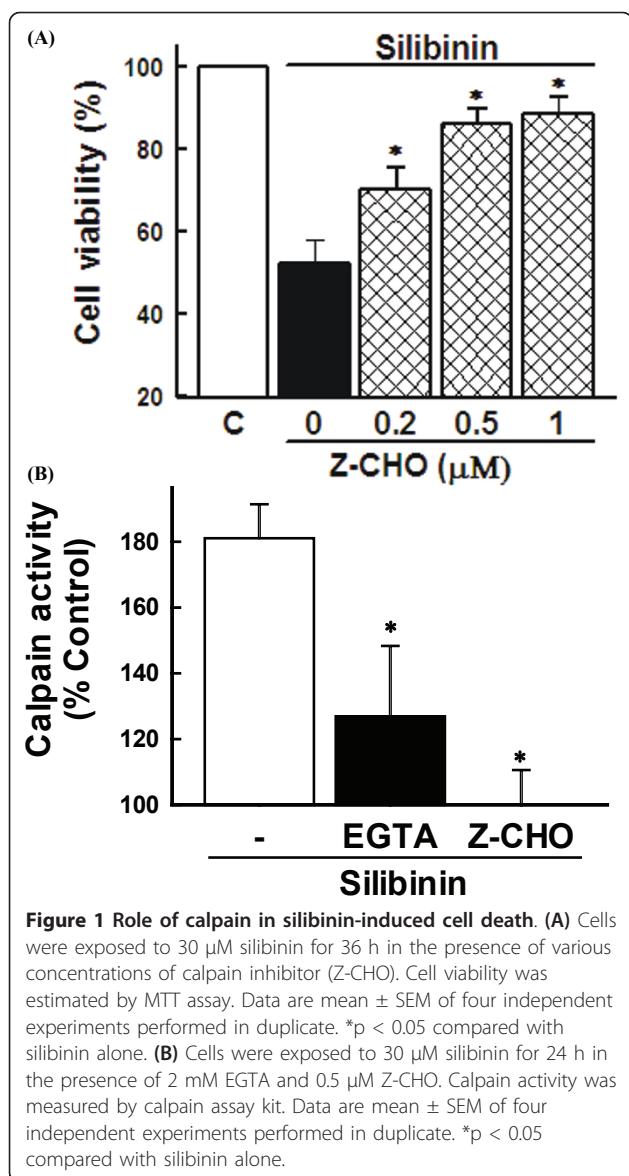 (A)
Silibinin
Cell viability (%)
100
80
60
40
20
*
*
*
*
C 0 0.2 0.5 1
Z-CHO (µM)
(B)
Calpain activity
(% Control)
180
160
140
120
100
*
*
- EGTA Z-CHO
Silibinin
Figure 1 Role of calpain in silibinin-induced cell death. (A) Cells
were exposed to 30 µM silibinin for 36 h in the presence of various
concentrations of calpain inhibitor (Z-CHO). Cell viability was
estimated by MTT assay. Data are mean ± SEM of four independent
experiments performed in duplicate. *p < 0.05 compared with
silibinin alone. (B) Cells were exposed to 30 µM silibinin for 24 h in
the presence of 2 mM EGTA and 0.5 µM Z-CHO. Calpain activity was
measured by calpain assay kit. Data are mean ± SEM of four
independent experiments performed in duplicate. *p < 0.05
compared with silibinin alone.